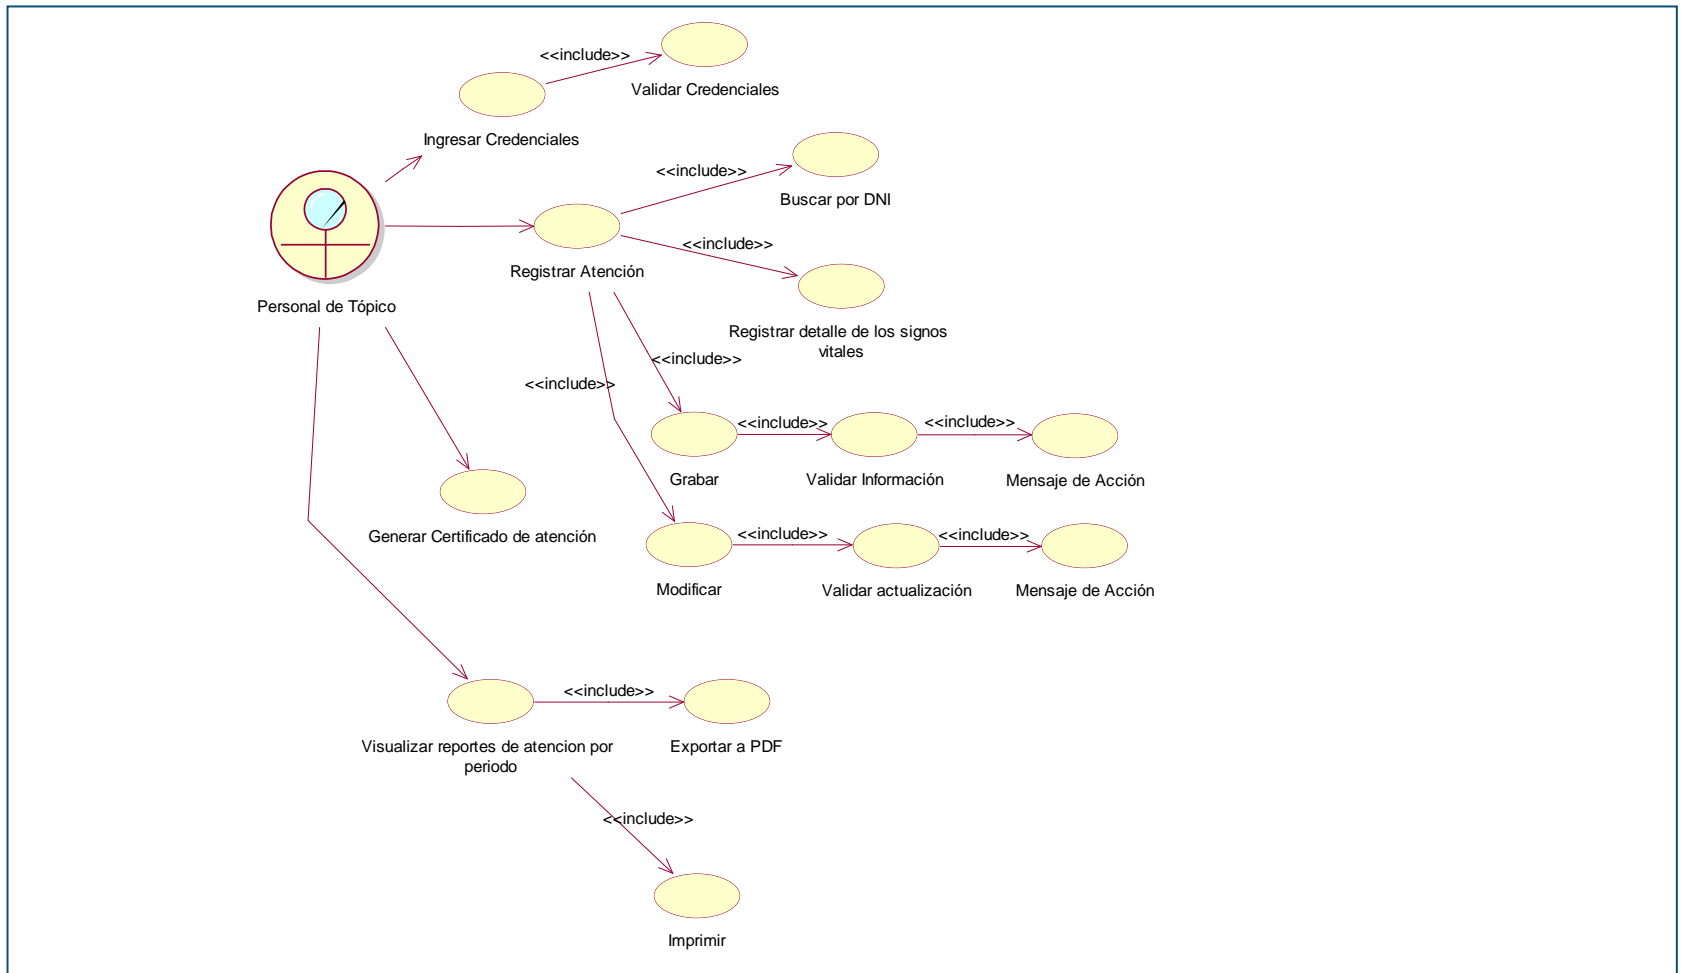 <<include>>
Validar Credenciales
Ingresar Credenciales
<<include>>
Buscar por DNI
<<include>>
Registrar Atención
Personal de Tópico
Registrar detalle de los signos
vitales
<<include>>
<<include>>
<<include>>
<<include>>
Grabar
Validar Información
Mensaje de Acción
Generar Certificado de atención
<<include>>
<<include>>
Modificar
Validar actualización
Mensaje de Acción
<<include>>
Visualizar reportes de atencion por
periodo
Exportar a PDF
<<include>>
Imprimir